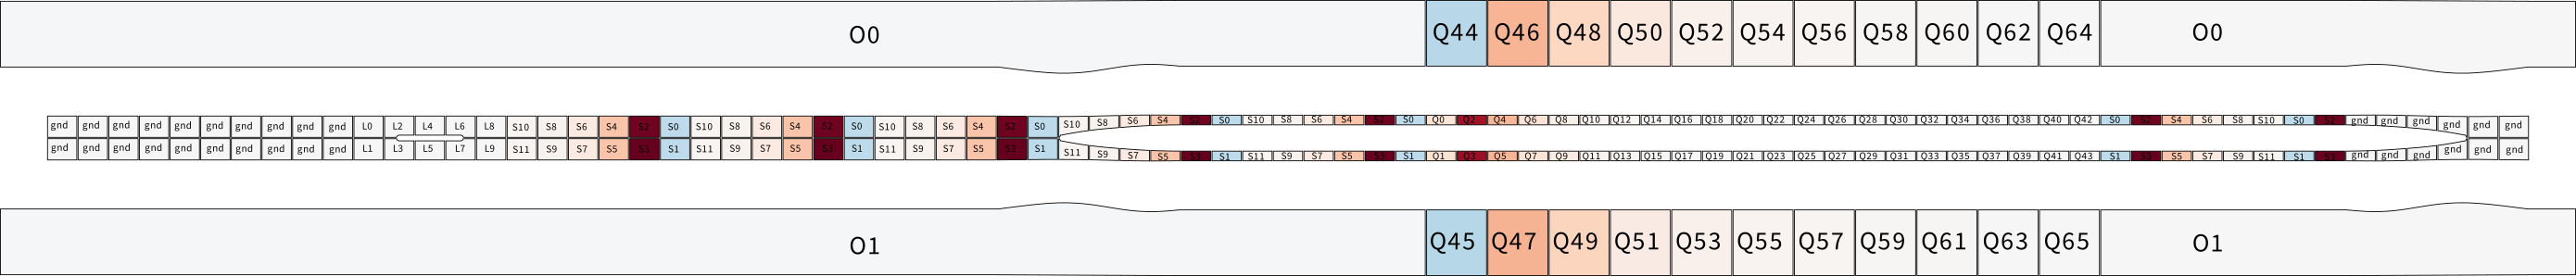 O0 Q44 Q46 Q48 Q50 Q52 Q54 Q56 Q58 Q60 Q62 Q64 O0
gnd gnd gnd gnd gnd gnd gnd gnd gnd gnd L0 L2 L4 L6 L8 S10 S8 S6 S4 S2 S0 S10 S8 S6 S4 S2 S0 S10 S8 S6 S4 S2 S0 S10 S8 S6 S4 S2 S0 S10 S8 S6 S4 S2 S0 Q0 Q2 Q4 Q6 Q8 Q10 Q12 Q14 Q16 Q18 Q20 Q22 Q24 Q26 Q28 Q30 Q32 Q34 Q36 Q38 Q40 Q42 S0 S2 S4 S6 S8 S10 S0 S2 gnd gnd gnd gnd gnd gnd
gnd gnd gnd gnd gnd gnd gnd gnd gnd gnd L1 L3 L5 L7 L9 S11 S9 S7 S5 S3 S1 S11 S9 S7 S5 S3 S1 S11 S9 S7 S5 S3 S1 S11 S9 S7 S5 S3 S1 S11 S9 S7 S5 S3 S1 Q1 Q3 Q5 Q7 Q9 Q11 Q13 Q15 Q17 Q19 Q21 Q23 Q25 Q27 Q29 Q31 Q33 Q35 Q37 Q39 Q41 Q43 S1 S3 S5 S7 S9 S11 S1 S3 gnd gnd gnd gnd gnd gnd
O1 Q45 Q47 Q49 Q51 Q53 Q55 Q57 Q59 Q61 Q63 Q65 O1